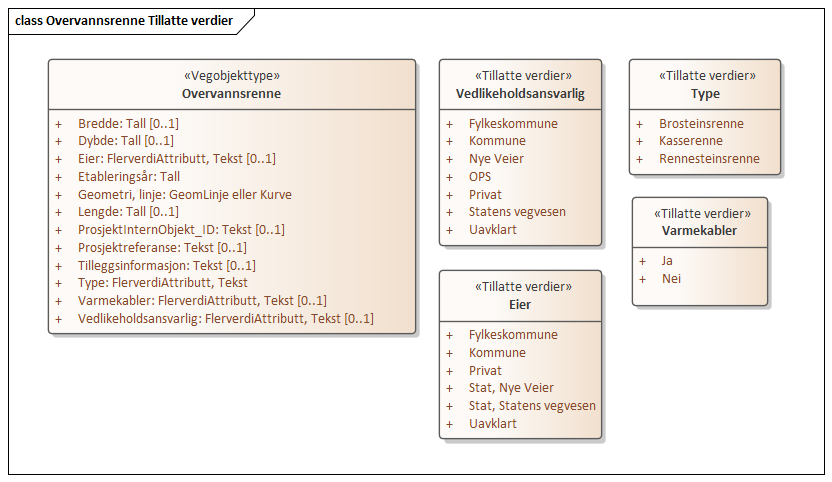 class Overvannsrenne Tillatte verdier
«Vegobjekttype»
Overvannsrenne
+ Bredde: Tall [0..1]
+ Dybde: Tall [0..1]
+ Eier: FlerverdiAttributt, Tekst [0..1]
+ Etableringsår: Tall
+ Geometri, linje: GeomLinje eller Kurve
+ Lengde: Tall [0..1]
+ ProsjektInternObjekt_ID: Tekst [0..1]
+ Prosjektreferanse: Tekst [0..1]
+ Tilleggsinformasjon: Tekst [0..1]
+ Type: FlerverdiAttributt, Tekst
+ Varmekabler: FlerverdiAttributt, Tekst [0..1]
+ Vedlikeholdsansvarlig: FlerverdiAttributt, Tekst [0..1]
«Tillatte verdier»
Vedlikeholdsansvarlig
+ Fylkeskommune
+ Kommune
+ Nye Veier
+ OPS
+ Privat
+ Statens vegvesen
+ Uavklart
«Tillatte verdier»
Type
+ Brosteinsrenne
+ Kasserenne
+ Rennesteinsrenne
«Tillatte verdier»
Varmekabler
+ Ja
+ Nei
«Tillatte verdier»
Eier
+ Fylkeskommune
+ Kommune
+ Privat
+ Stat, Nye Veier
+ Stat, Statens vegvesen
+ Uavklart